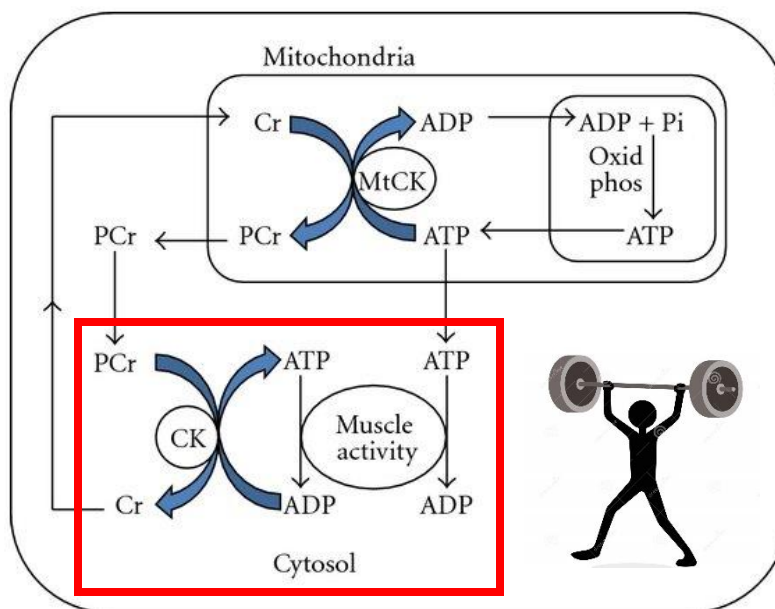 Mitochondria
Cr
ADP
ADP + Pi
Oxid
phos
MtCK
PCr
PCr
ATP
ATP
PCr
ATP
ATP
CK
Muscle
activity
Cr
ADP
ADP
Cytosol